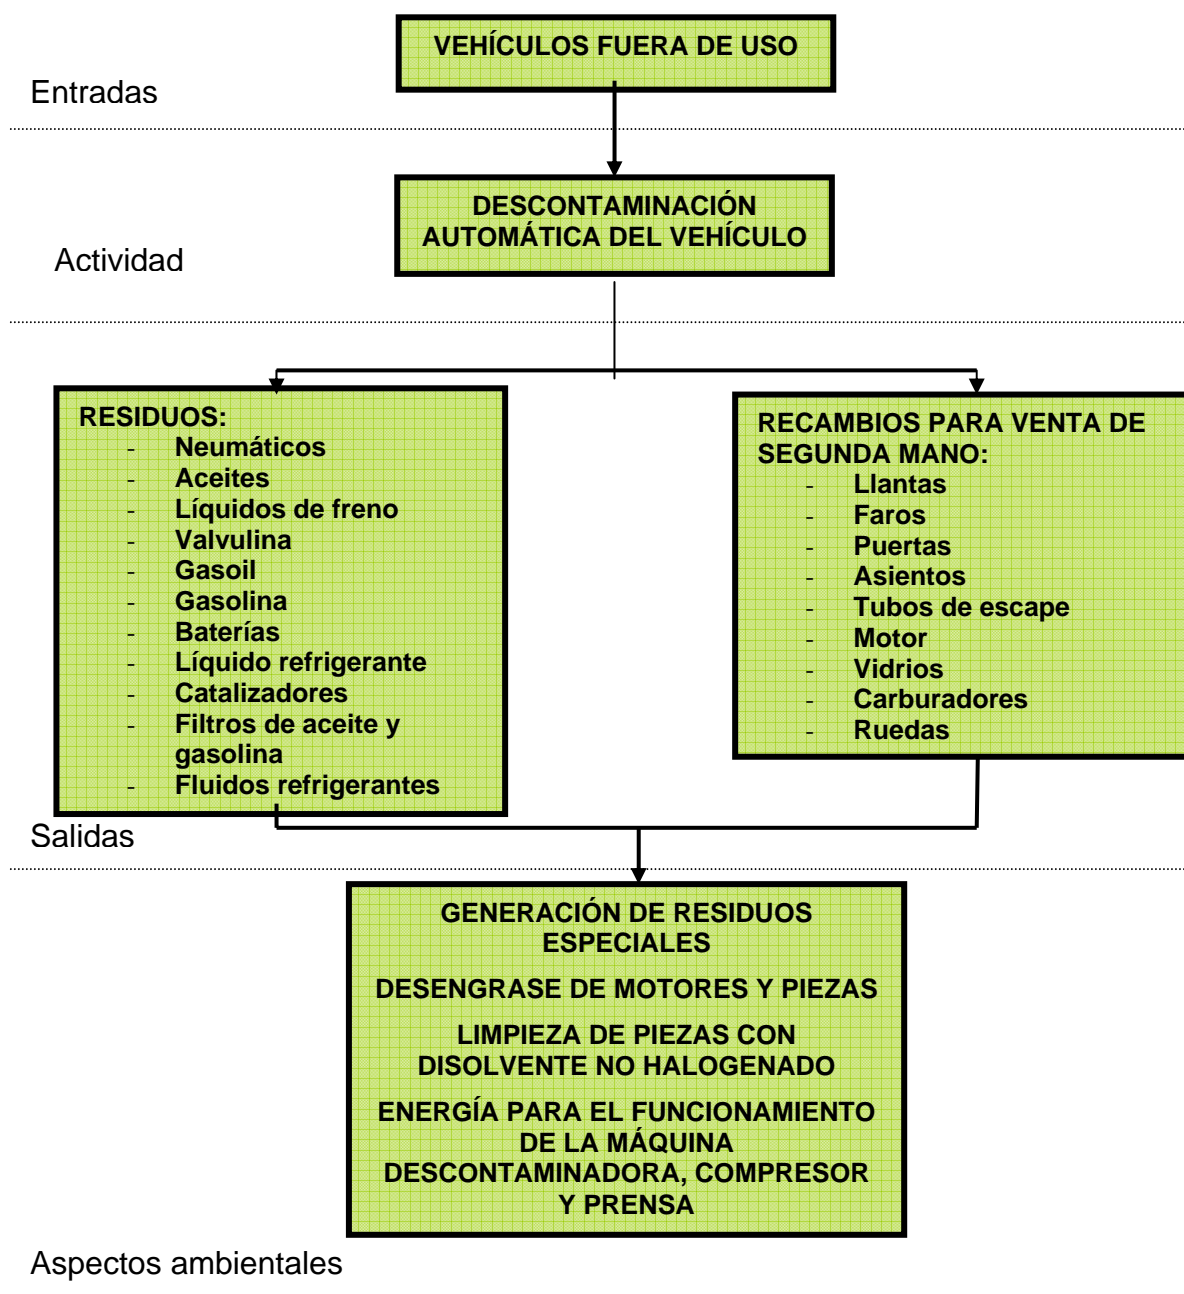 VEHÍCULOS FUERA DE USO
Entradas
DESCONTAMINACIÓN
AUTOMÁTICA DEL VEHÍCULO
Actividad
RESIDUOS:
- Neumáticos
- Aceites
- Líquidos de freno
- Valvulina
- Gasoil
- Gasolina
- Baterías
- Líquido refrigerante
- Catalizadores
- Filtros de aceite y
gasolina
- Fluidos refrigerantes
RECAMBIOS PARA VENTA DE
SEGUNDA MANO:
- Llantas
- Faros
- Puertas
- Asientos
- Tubos de escape
- Motor
- Vidrios
- Carburadores
- Ruedas
Salidas
GENERACIÓN DE RESIDUOS
ESPECIALES
DESENGRASE DE MOTORES Y PIEZAS
LIMPIEZA DE PIEZAS CON
DISOLVENTE NO HALOGENADO
ENERGÍA PARA EL FUNCIONAMIENTO
DE LA MÁQUINA
DESCONTAMINADORA, COMPRESOR
Y PRENSA
Aspectos ambientales